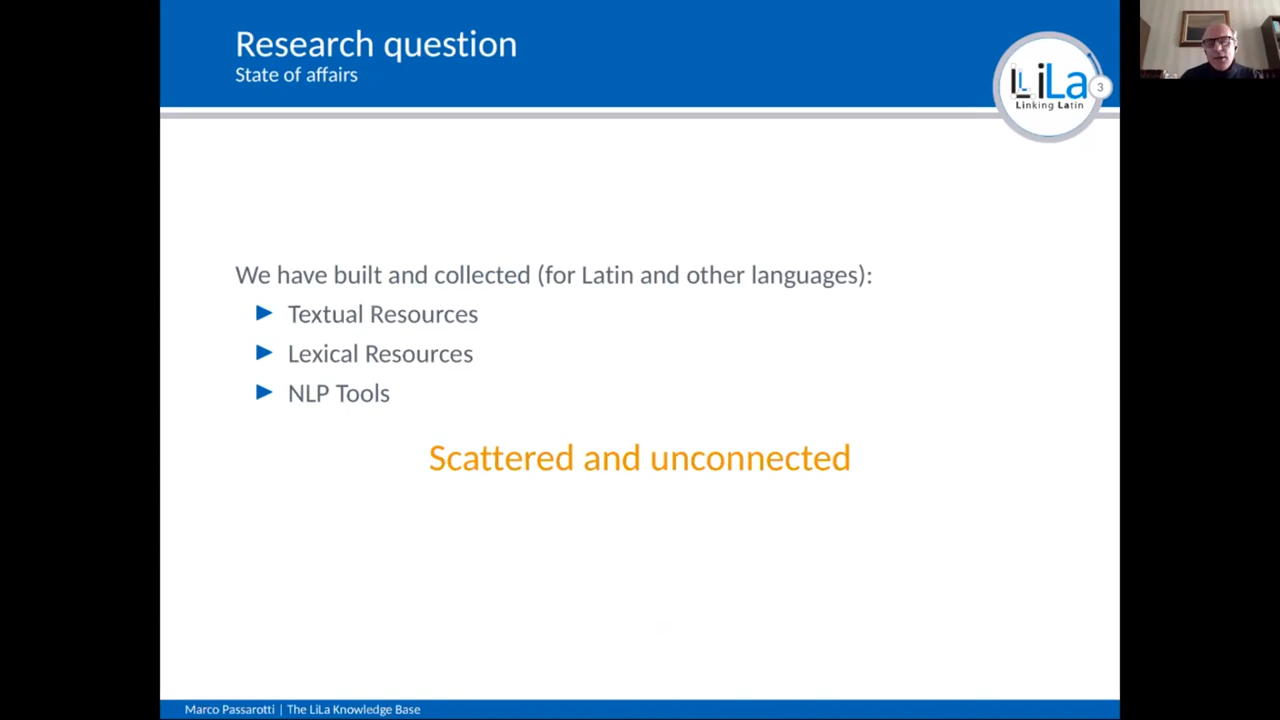 Research question
State of affairs
LiLa
Linking Latin
3
We have built and collected (for Latin and other languages):
Textual Resources
Lexical Resources
NLP Tools
Scattered and unconnected
Marco Passarotti | The LiLa Knowledge Base